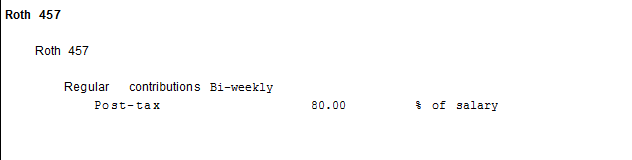 Roth 457
Roth 457
Regular contributions Bi-weekly
Post-tax 80.00 % of salary